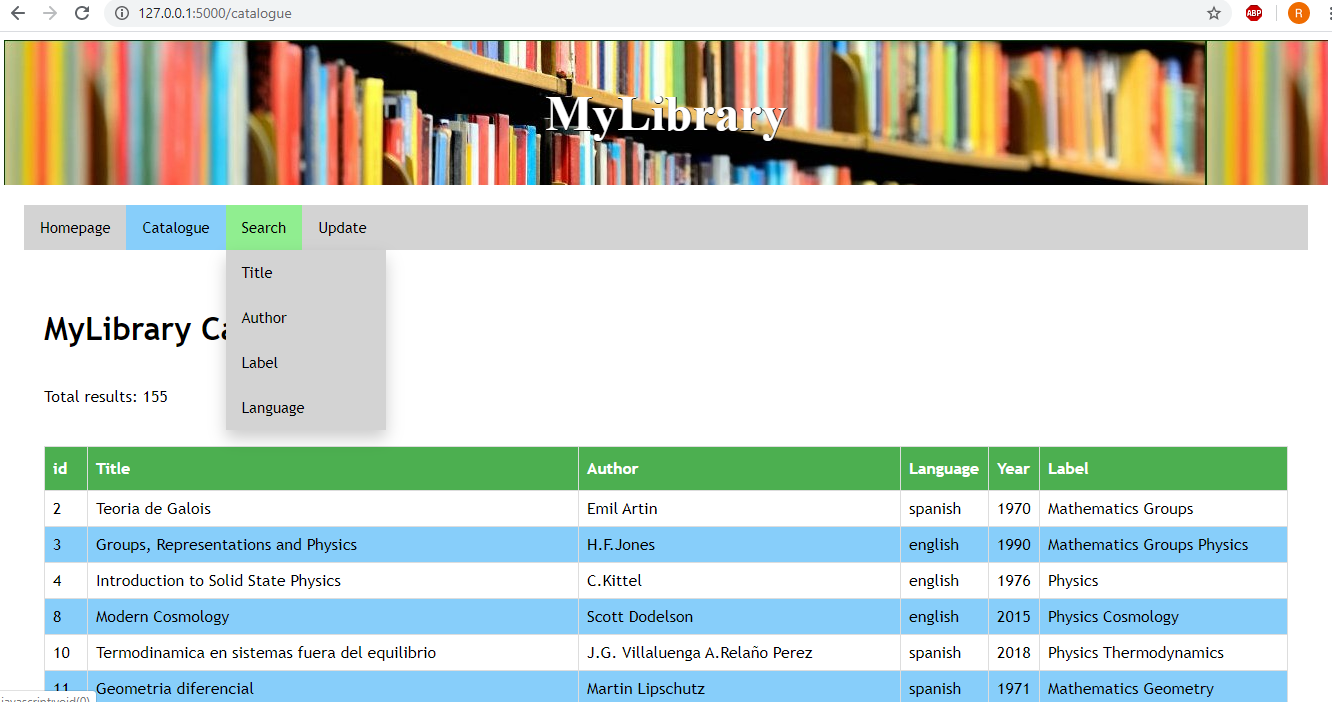 127.0.0.1:5000/catalogue
ABP
R
MyLibrary
Homepage Catalogue Search Update
Title
Author
Label
Language
MyLibrary
Total results: 155
id Title Author Language Year Label
2 Teoria de Galois Emil Artin spanish 1970 Mathematics Groups
3 Groups, Representations and Physics H.F.Jones english 1990 Mathematics Groups Physics
4 Introduction to Solid State Physics C.Kittel english 1976 Physics
8 Modern Cosmology Scott Dodelson english 2015 Physics Cosmology
10 Termodinamica en sistemas fuera del equilibrio J.G. Villaluenga A.Relaño Perez spanish 2018 Physics Thermodynamics
11 Geometria diferencial Martin Lipschutz spanish 1971 Mathematics Geometry
javascript:void(0)